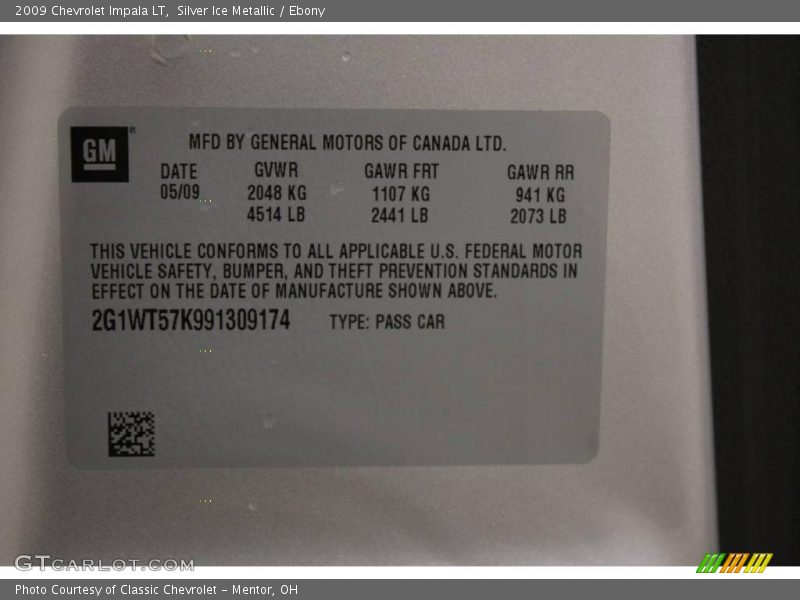 2009 Chevrolet Impala LT, Silver Ice Metallic / Ebony
GM
MFD BY GENERAL MOTORS OF CANADA LTD.
DATE GVWR GAWR FRT GAWR RR
05/09 2048 KG 1107 KG 941 KG
4514 LB 2441 LB 2073 LB
THIS VEHICLE CONFORMS TO ALL APPLICABLE U.S. FEDERAL MOTOR
VEHICLE SAFETY, BUMPER, AND THEFT PREVENTION STANDARDS IN
EFFECT ON THE DATE OF MANUFACTURE SHOWN ABOVE.
2G1WT57K991309174 TYPE: PASS CAR
GTCARLOT.COM
Photo Courtesy of Classic Chevrolet - Mentor, OH